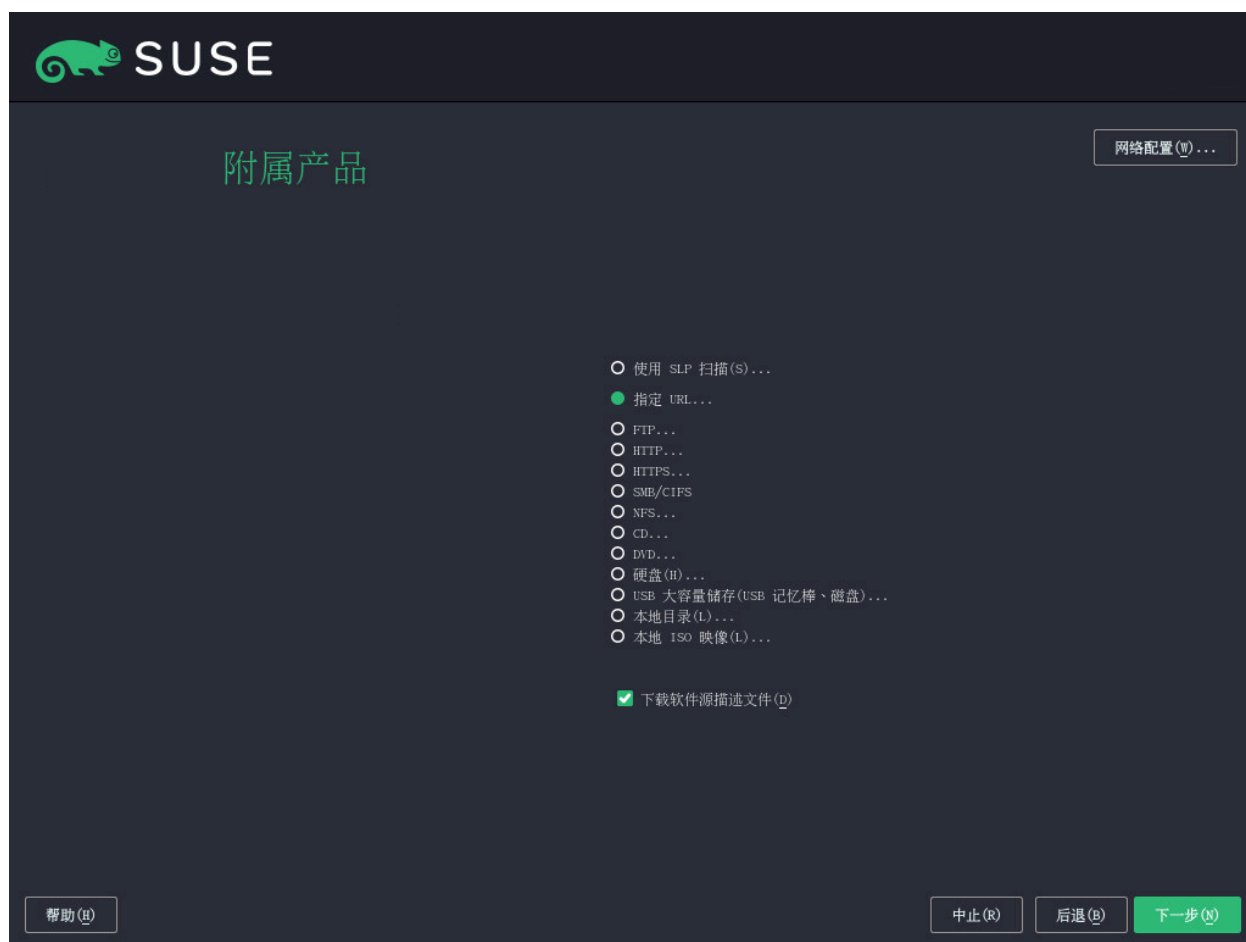 SUSE
附属产品
网络配置(W)...
使用 SLP 扫描(S)...
指定 URL...
FTP...
HTTP...
HTTPS...
SMB/CIFS
NFS...
CD...
DVD...
硬盘(H)...
USB 大容量储存(USB 记忆棒、磁盘)...
本地目录(L)...
本地 ISO 映像(L)...
下载软件源描述文件(D)
帮助(H)
中止(R)
后退(B)
下一步(N)